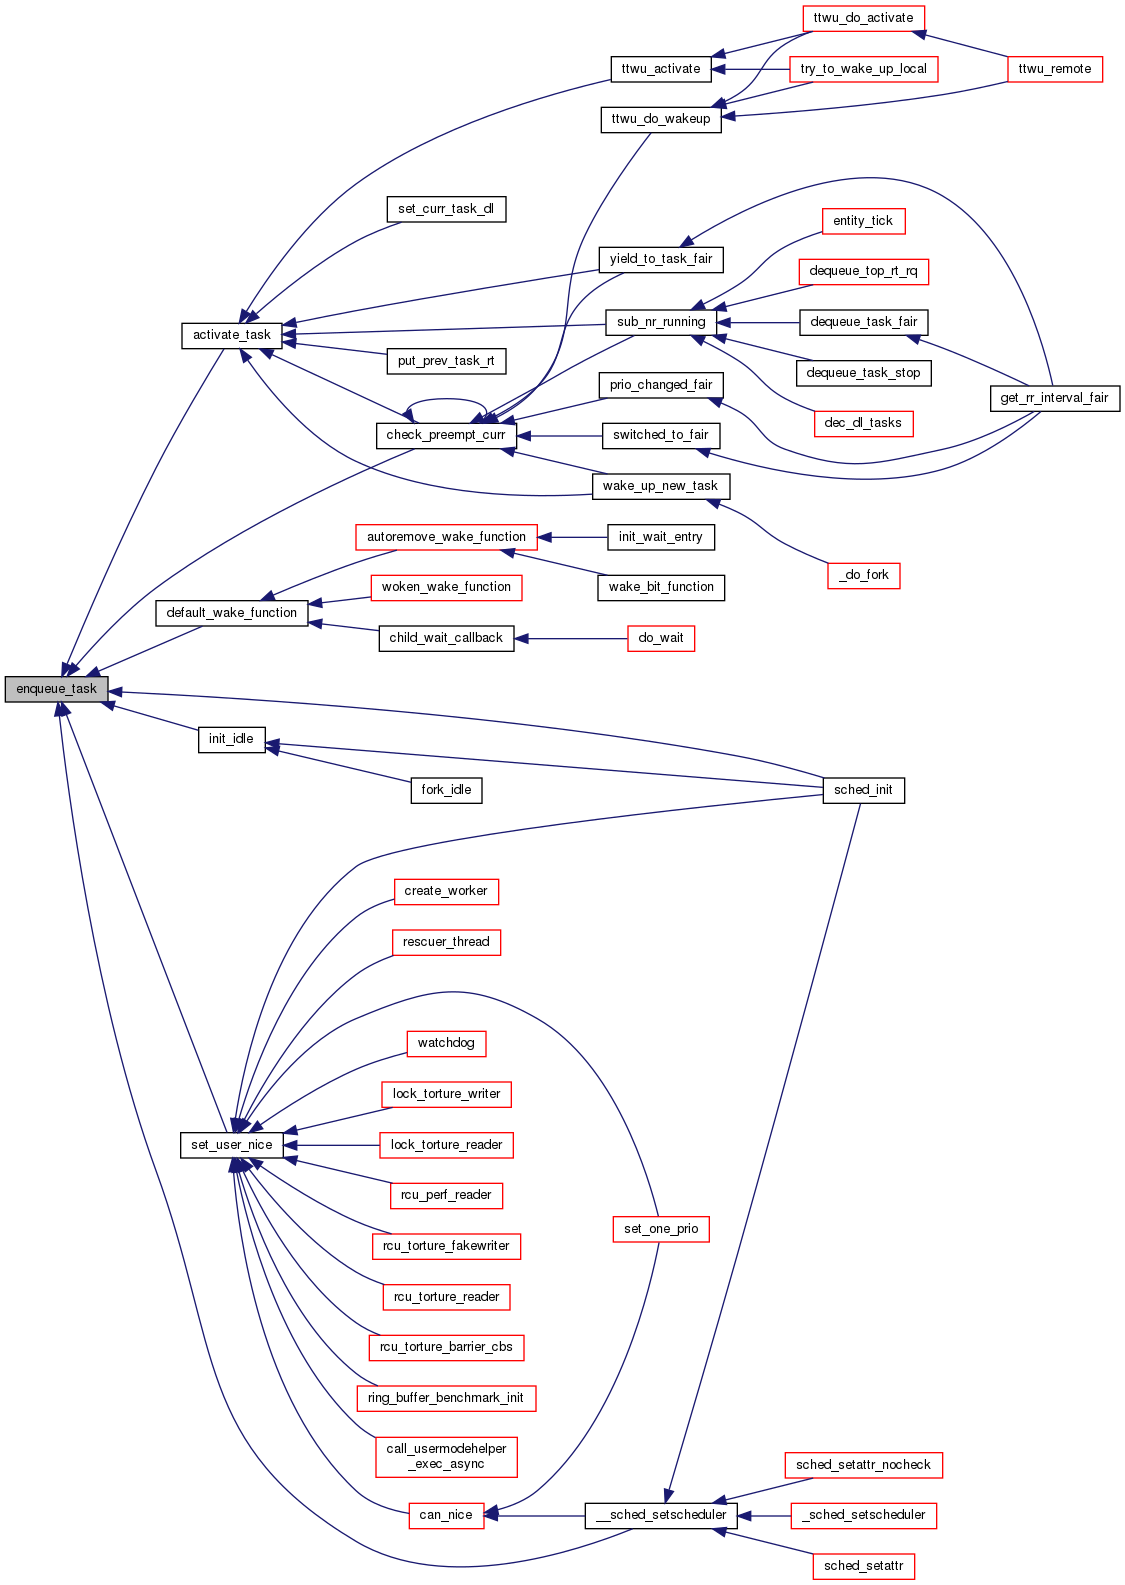 ttwu_do_activate
ttwu_activate
try_to_wake_up_local
ttwu_remote
ttwu_do_wakeup
set_curr_task_dl
entity_tick
yield_to_task_fair
dequeue_top_rt_rq
activate_task
sub_nr_running
dequeue_task_fair
put_prev_task_rt
dequeue_task_stop
prio_changed_fair
get_rr_interval_fair
dec_dl_tasks
check_preempt_curr
switched_to_fair
wake_up_new_task
autoremove_wake_function
init_wait_entry
_do_fork
woken_wake_function
wake_bit_function
default_wake_function
child_wait_callback
do_wait
enqueue_task
init_idle
fork_idle
sched_init
create_worker
rescuer_thread
watchdog
lock_torture_writer
set_user_nice
lock_torture_reader
rcu_perf_reader
set_one_prio
rcu_torture_fakewriter
rcu_torture_reader
rcu_torture_barrier_cbs
ring_buffer_benchmark_init
call_usermodehelper
_exec_async
sched_setattr_nocheck
can_nice
__sched_setscheduler
_sched_setscheduler
sched_setattr